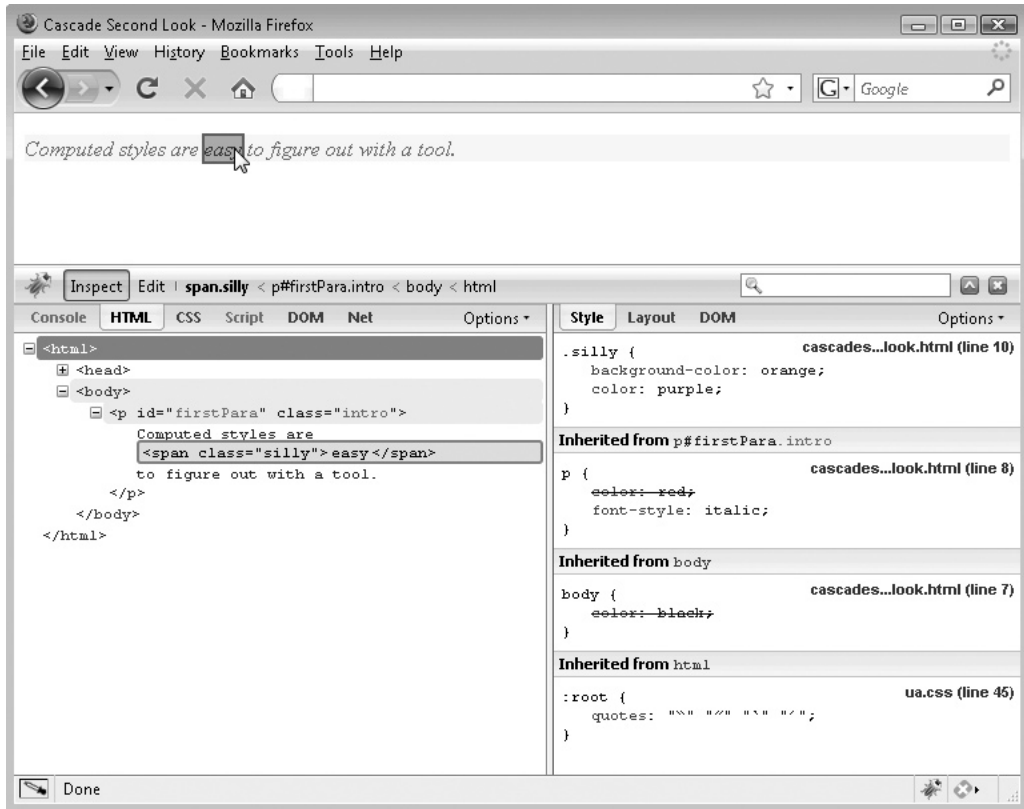 Cascade Second Look - Mozilla Firefox
File Edit View History Bookmarks Tools Help
G Google
Computed styles are easy to figure out with a tool.
Inspect Edit span.silly < p#firstPara.intro < body < html
Console HTML CSS Script DOM Net Options
<html>
<head>
<body>
<p id="firstPara" class="intro">
Computed styles are
<span class="silly">easy</span>
to figure out with a tool.
</p>
</body>
</html>
Style Layout DOM Options
.silly { cascades...look.html (line 10)
background-color: orange;
color: purple;
}
Inherited from p#firstPara.intro
p { cascades...look.html (line 8)
color: red;
font-style: italic;
}
Inherited from body
body { cascades...look.html (line 7)
color: black;
}
Inherited from html
:root { ua.css (line 45)
quotes:
}
Done